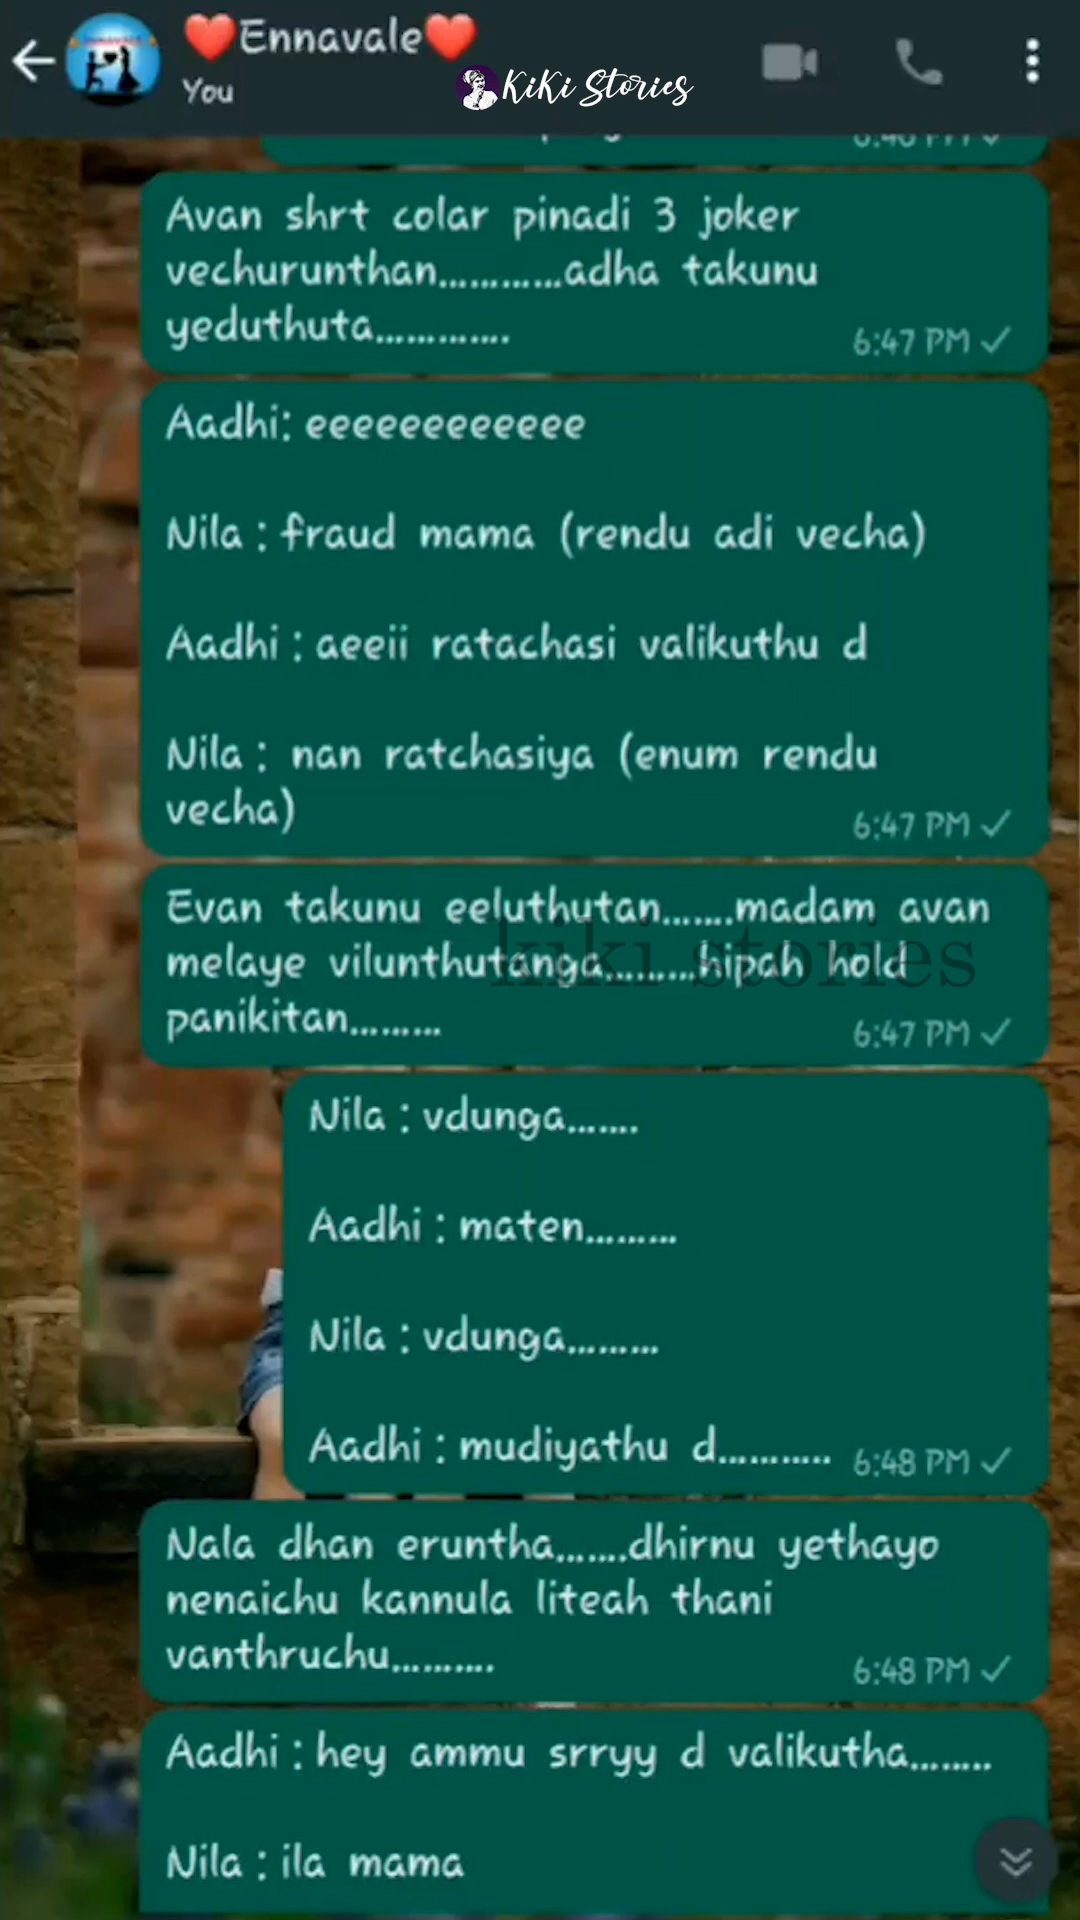 ❤️Ennavale❤️
You
KiKi Stories
Avan shrt colar pinadi 3 joker
vechurunthan............adha takunu
yeduthuta.............
6:47 PM
Aadhi: eeeeeeeeeeee
Nila : fraud mama (rendu adi vecha)
Aadhi : aeeii ratachasi valikuthu d
Nila : nan ratchasiya (enum rendu
vecha)
6:47 PM
Evan takunu eeluthutan.......madam avan
melaye vilunthutanga.........hipah hold
panikitan.........
6:47 PM
kiki stories
Nila : vdunga.......
Aadhi : maten.........
Nila : vdunga.........
Aadhi : mudiyathu d...........
6:48 PM
Nala dhan eruntha.......dhirnu yethayo
nenaichu kannula liteah thani
vanthruchu..........
6:48 PM
Aadhi : hey ammu srryy d valikutha........
Nila : ila mama